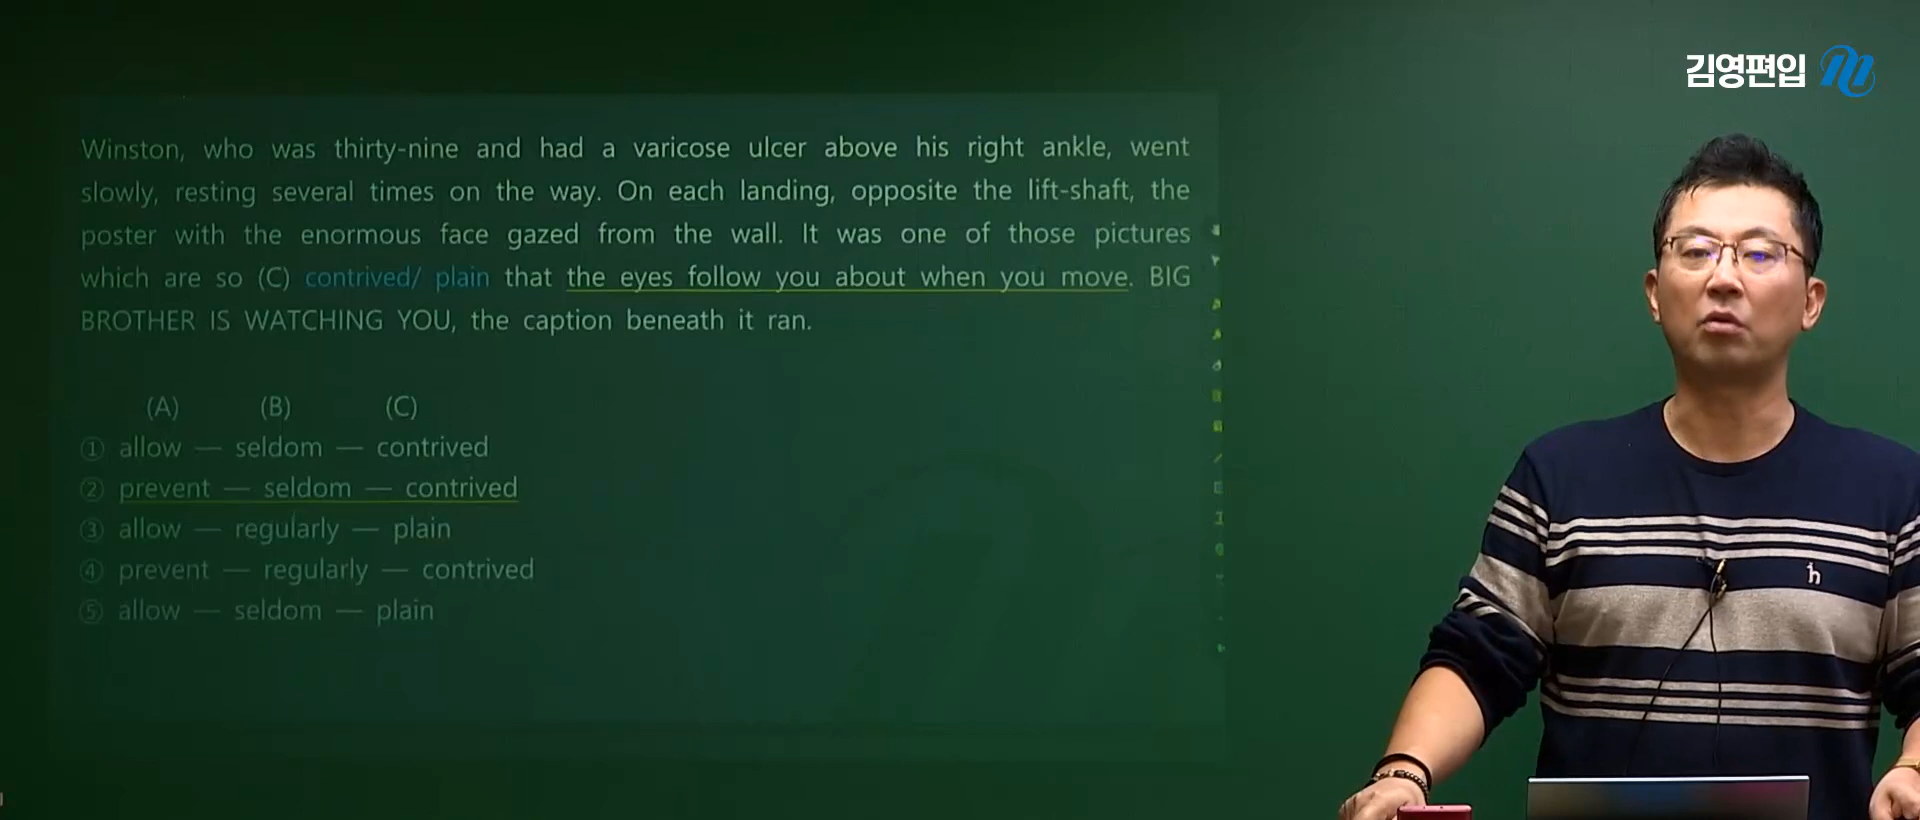 김영편입
Winston, who was thirty-nine and had a varicose ulcer above his right ankle, went
slowly, resting several times on the way. On each landing, opposite the lift-shaft, the
poster with the enormous face gazed from the wall. It was one of those pictures
which are so (C) contrived/ plain that the eyes follow you about when you move. BIG
BROTHER IS WATCHING YOU, the caption beneath it ran.
(A) (B) (C)
① allow — seldom — contrived
② prevent — seldom — contrived
③ allow — regularly — plain
④ prevent — regularly — contrived
⑤ allow — seldom — plain